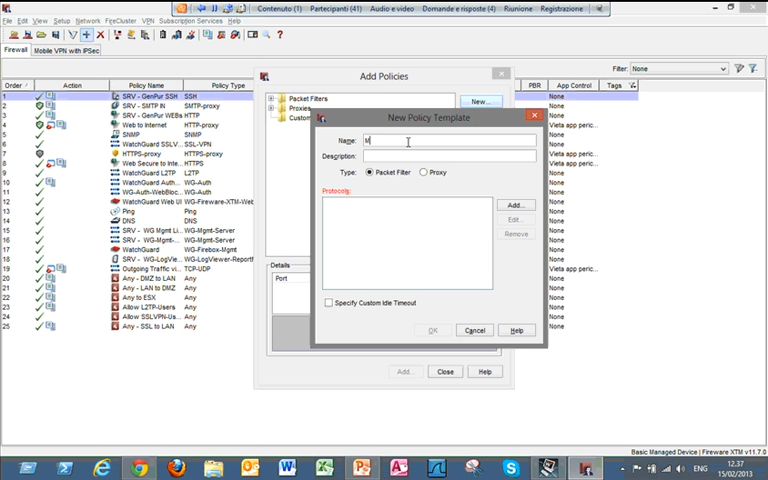 Contenuto (1) Partecipanti (41) Audio e video Domande e risposte (4) Riunione Registrazione
File Edit View Setup Network FireCluster VPN Subscription Services Help
Firewall Mobile VPN with IPSec
Filter: None
Order Action Policy Name Policy Type PBR App Control Tags
1 SRV - GenPur SSH SSH None
2 SRV - SMTP IN SMTP-proxy None
3 SRV - GenPur WEBs HTTP None
4 Web to Internet HTTP-proxy Vieta app peric...
5 SNMP SNMP None
6 WatchGuard SSLV... SSL-VPN None
7 HTTPS-proxy HTTPS-proxy None
8 Web Secure to Inte... HTTPS-proxy Vieta app peric...
9 WatchGuard L2TP L2TP None
10 WatchGuard Auth... WG-Auth None
11 WG-Auth-WebBloc... WG-Auth None
12 WatchGuard Web UI WG-Fireware-XTM-Web None
13 Ping Ping None
14 DNS DNS None
15 SRV - WG Mgmt Li... WG-Mgmt-Server None
16 SRV - WG-Mgmt-S... WG-Mgmt-Server None
17 WatchGuard WG-Firebox-Mgmt None
18 SRV - WG-LogVie... WG-LogViewer-Report None
19 Outgoing Traffic vi... TCP-UDP Vieta app peric...
20 Any - DMZ to LAN Any None
21 Any - LAN to DMZ Any None
22 Any to ESX Any None
23 Allow L2TP-Users Any None
24 Allow SSLVPN-Us... Any None
25 Any - SSL to LAN Any None
Add Policies
Packet Filters
Proxies
Custom
New...
Details
Port
Add... Close Help
New Policy Template
Name: M
Description:
Type: Packet Filter Proxy
Protocols:
Add...
Edit...
Remove
Specify Custom Idle Timeout
OK Cancel Help
Basic Managed Device Fireware XTM v11.7.0
ENG
12.37
15/02/2013